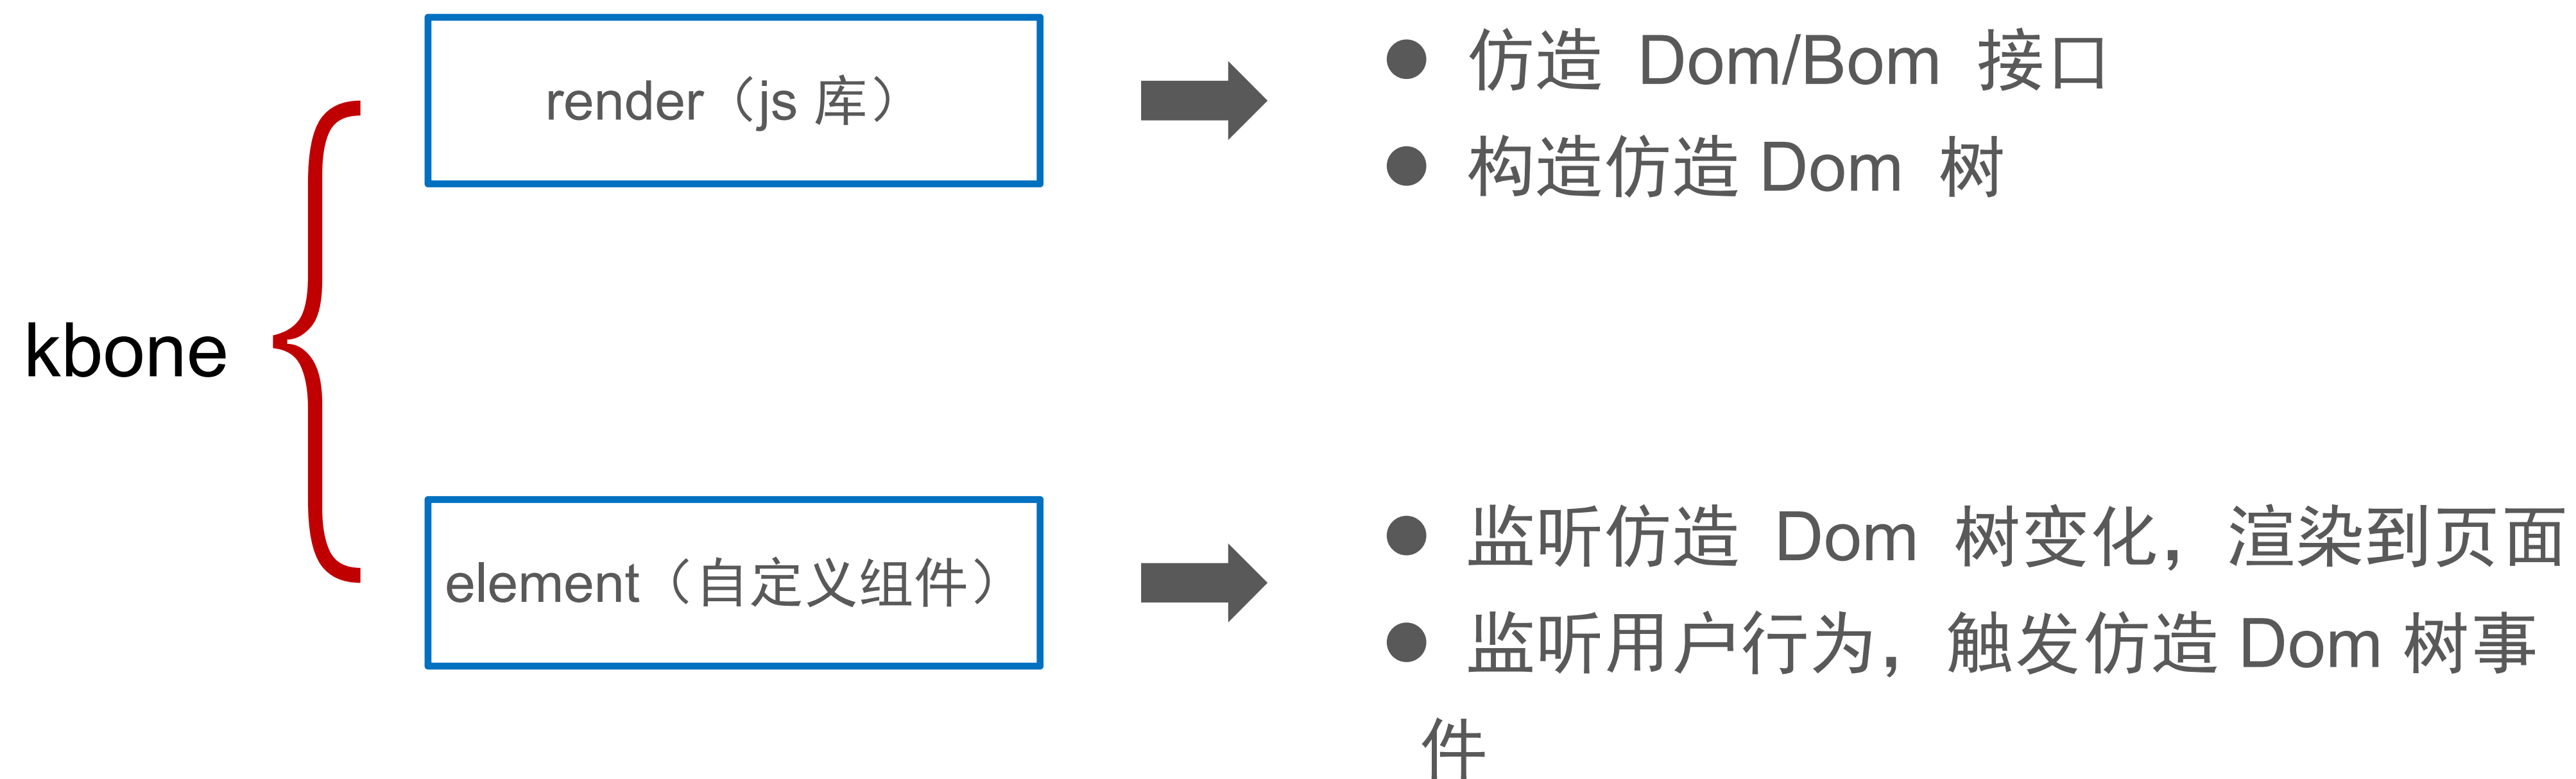 render（js 库）
仿造 Dom/Bom 接口
构造仿造 Dom 树
kbone
element（自定义组件）
监听仿造 Dom 树变化，渲染到页面
监听用户行为，触发仿造 Dom 树事
件